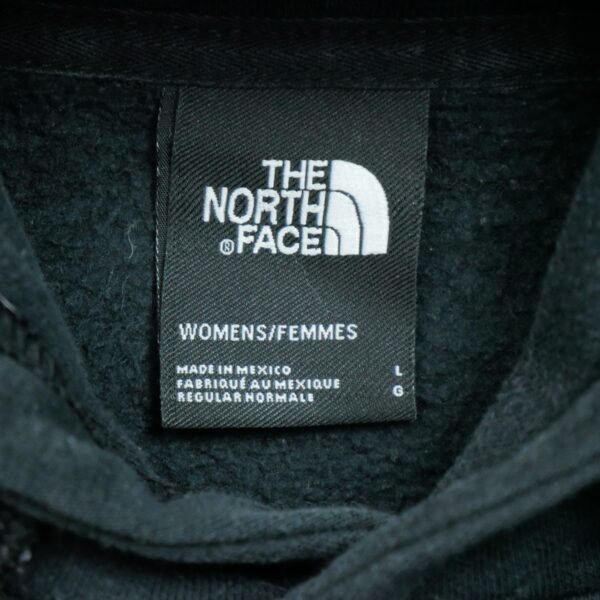 THE
NORTH
® FACE
WOMENS/FEMMES
MADE IN MEXICO L
FABRIQUÉ AU MEXIQUE G
REGULAR NORMALE